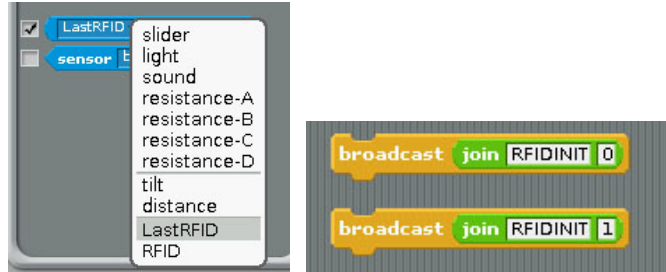 LastRFID
sensor
slider
light
sound
resistance-A
resistance-B
resistance-C
resistance-D
tilt
distance
LastRFID
RFID
broadcast join RFIDINIT 0
broadcast join RFIDINIT 1